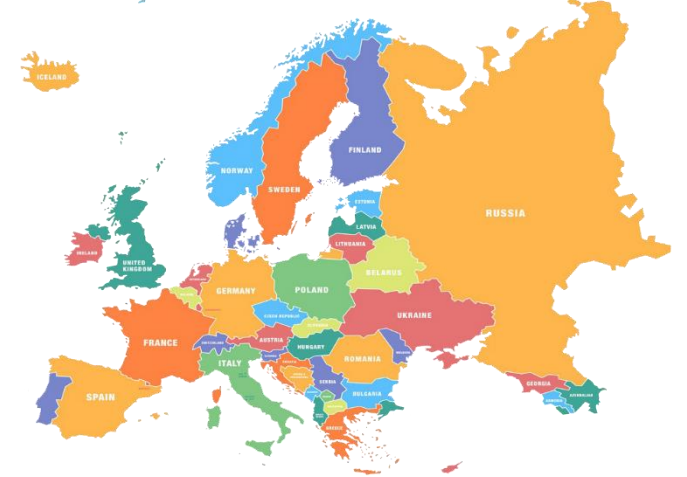 ICELAND
NORWAY
SWEDEN
FINLAND
RUSSIA
ESTONIA
LATVIA
LITHUANIA
BELARUS
IRELAND
UNITED
KINGDOM
GERMANY
POLAND
UKRAINE
CZECH REPUBLIC
FRANCE
SWITZERLAND
AUSTRIA
HUNGARY
ROMANIA
ITALY
SERBIA
BULGARIA
SPAIN
GREECE
GEORGIA
AZERBAIJAN